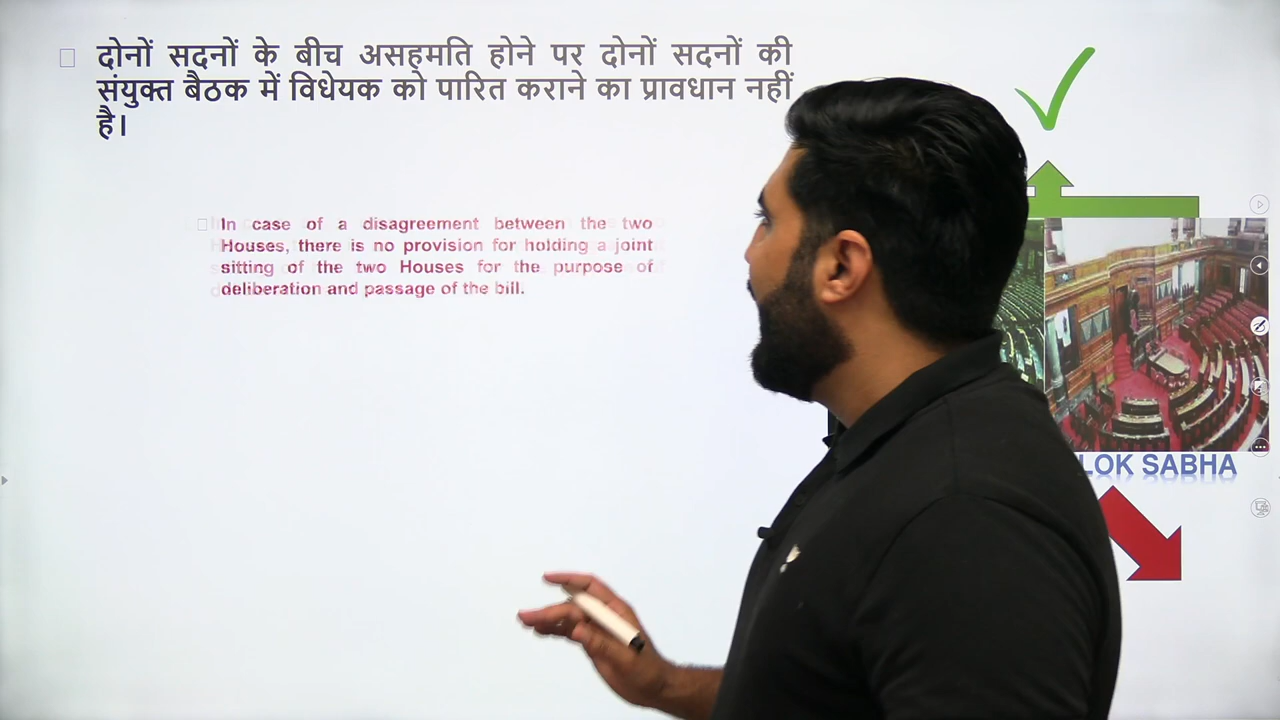 दोनों सदनों के बीच असहमति होने पर दोनों सदनों की
संयुक्त बैठक में विधेयक को पारित कराने का प्रावधान नहीं
है।
In case of a disagreement between the two
Houses, there is no provision for holding a joint
sitting of the two Houses for the purpose of
deliberation and passage of the bill.
LOK SABHA